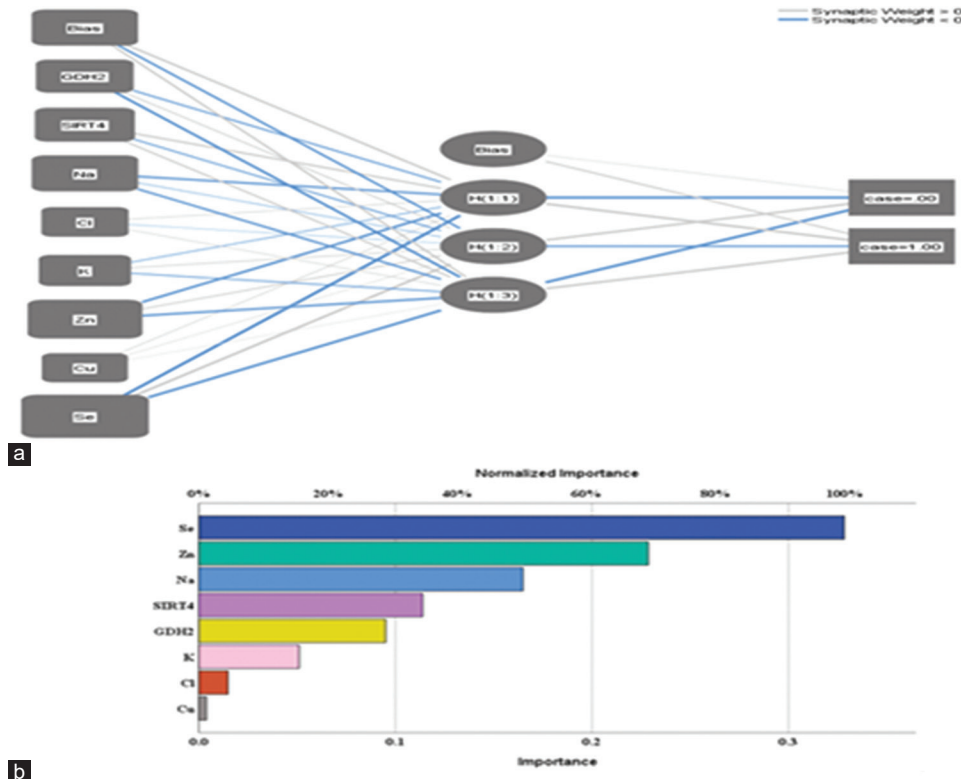 Synaptic Weight > 0
Synaptic Weight < 0
Bias
GDH2
SIRT4
Na
Cl
K
Zn
Cu
Se
Bias
H(1:1)
H(1:2)
H(1:3)
case=.00
case=1.00
a
Normalized Importance
0% 20% 40% 60% 80% 100%
Se
Zn
Na
SIRT4
GDH2
K
Cl
Cu
0.0 0.1 0.2 0.3
Importance
b